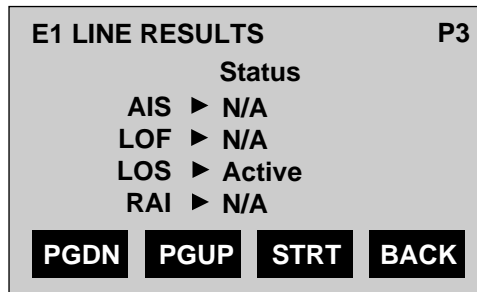 E1 LINE RESULTS P3
Status
AIS ► N/A
LOF ► N/A
LOS ► Active
RAI ► N/A
PGDN PGUP STRT BACK